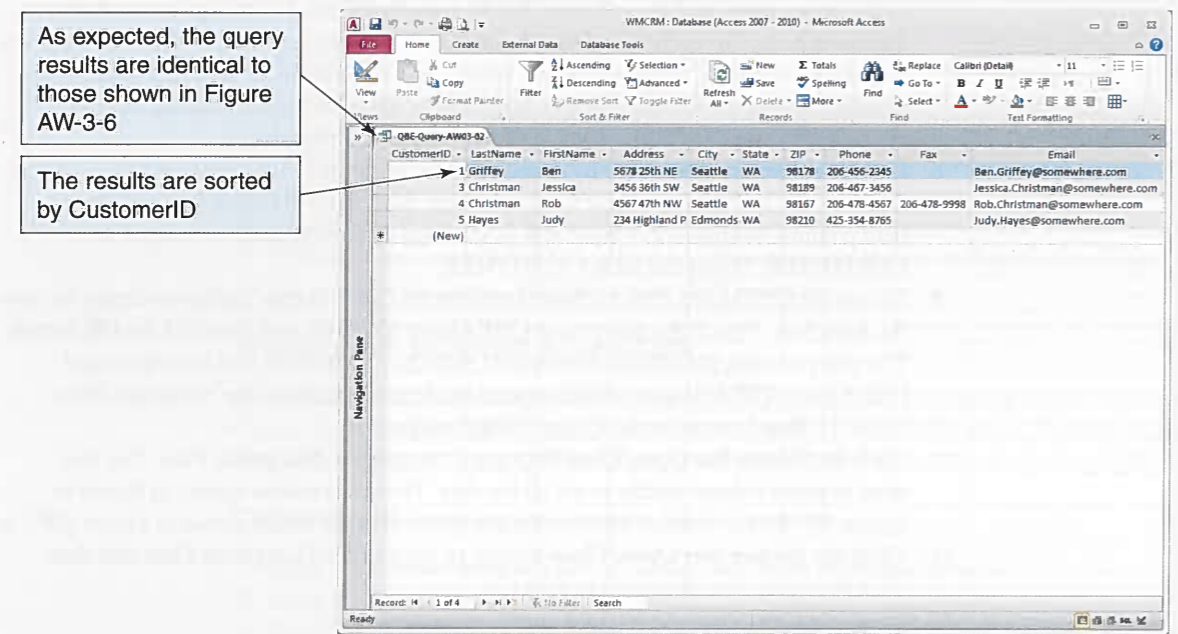 As expected, the query
results are identical to
those shown in Figure
AW-3-6
The results are sorted
by CustomerID
WMCRM : Database (Access 2007 - 2010) - Microsoft Access
File Home Create External Data Database Tools
View
Paste
Cut
Copy
Format Painter
Filter
Ascending
Descending
Remove Sort
Selection
Advanced
Toggle Filter
Refresh
All
New
Save
Delete
Totals
Spelling
More
Find
Replace
Go To
Select
Calibri (Detail) 11
B I U
A
Views Clipboard Sort & Filter Records Find Text Formatting
QBE-Query-AW03-02
CustomerID LastName FirstName Address City State ZIP Phone Fax Email
1 Griffey Ben 5678 25th NE Seattle WA 98178 206-456-2345 Ben.Griffey@somewhere.com
3 Christman Jessica 3456 36th SW Seattle WA 98189 206-467-3456 Jessica.Christman@somewhere.com
4 Christman Rob 4567 47th NW Seattle WA 98167 206-478-4567 206-478-9998 Rob.Christman@somewhere.com
5 Hayes Judy 234 Highland P Edmonds WA 98210 425-354-8765 Judy.Hayes@somewhere.com
* (New)
Navigation Pane
Record: 1 of 4 No Filter Search
Ready
SQL